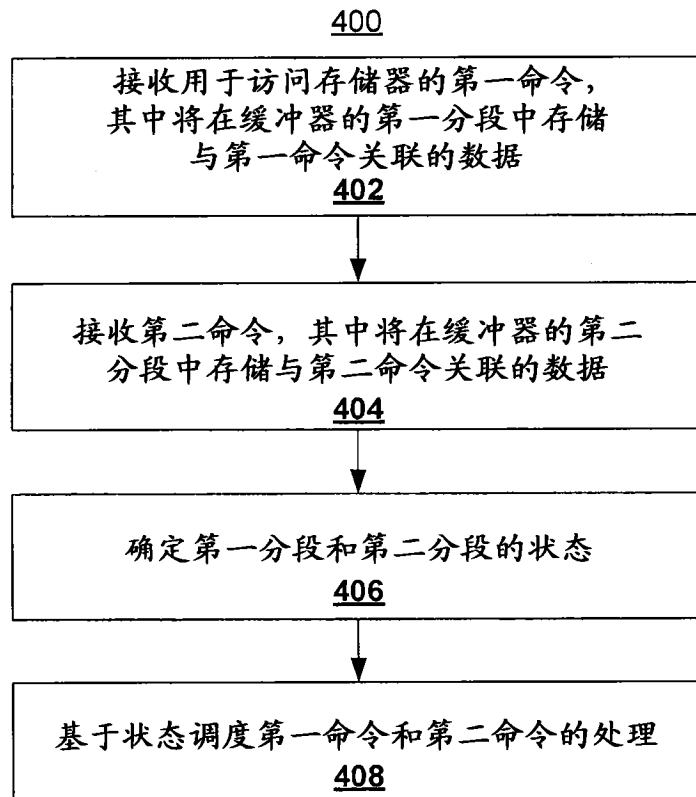 400
接收用于访问存储器的第一命令，
其中将在缓冲器的第一分段中存储
与第一命令关联的数据
402
接收第二命令，其中将在缓冲器的第二
分段中存储与第二命令关联的数据
404
确定第一分段和第二分段的状态
406
基于状态调度第一命令和第二命令的处理
408